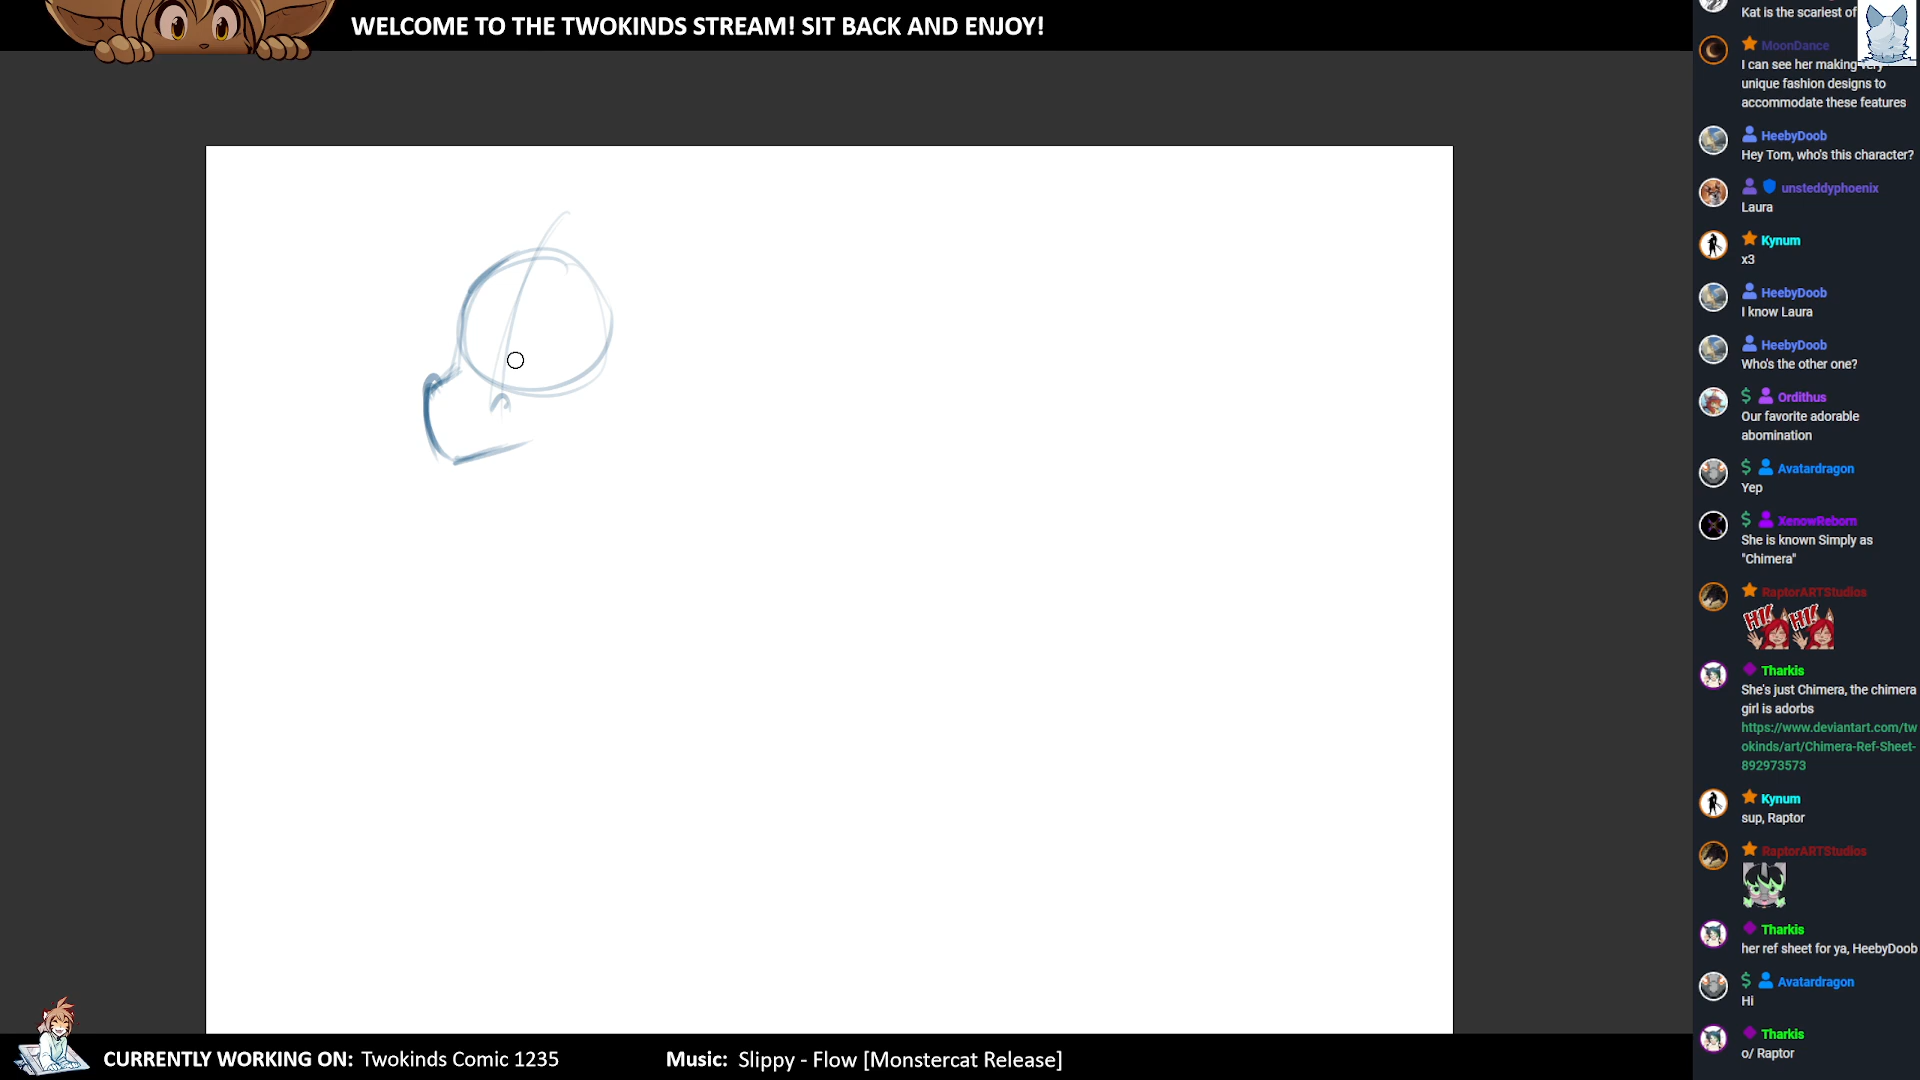 WELCOME TO THE TWOKINDS STREAM! SIT BACK AND ENJOY!
Kat is the scariest of
MoonDance
I can see her making very
unique fashion designs to
accommodate these features
HeebyDoob
Hey Tom, who's this character?
unsteddyphoenix
Laura
Kynum
x3
HeebyDoob
I know Laura
HeebyDoob
Who's the other one?
Ordithus
Our favorite adorable
abomination
Avatardragon
Yep
XenowReborn
She is known Simply as
"Chimera"
RaptorARTStudios
HI! HI!
Tharkis
She's just Chimera, the chimera
girl is adorbs
https://www.deviantart.com/tw
okinds/art/Chimera-Ref-Sheet-
892973573
Kynum
sup, Raptor
RaptorARTStudios
Tharkis
her ref sheet for ya, HeebyDoob
Avatardragon
Hi
Tharkis
o/ Raptor
CURRENTLY WORKING ON: Twokinds Comic 1235
Music: Slippy - Flow [Monstercat Release]